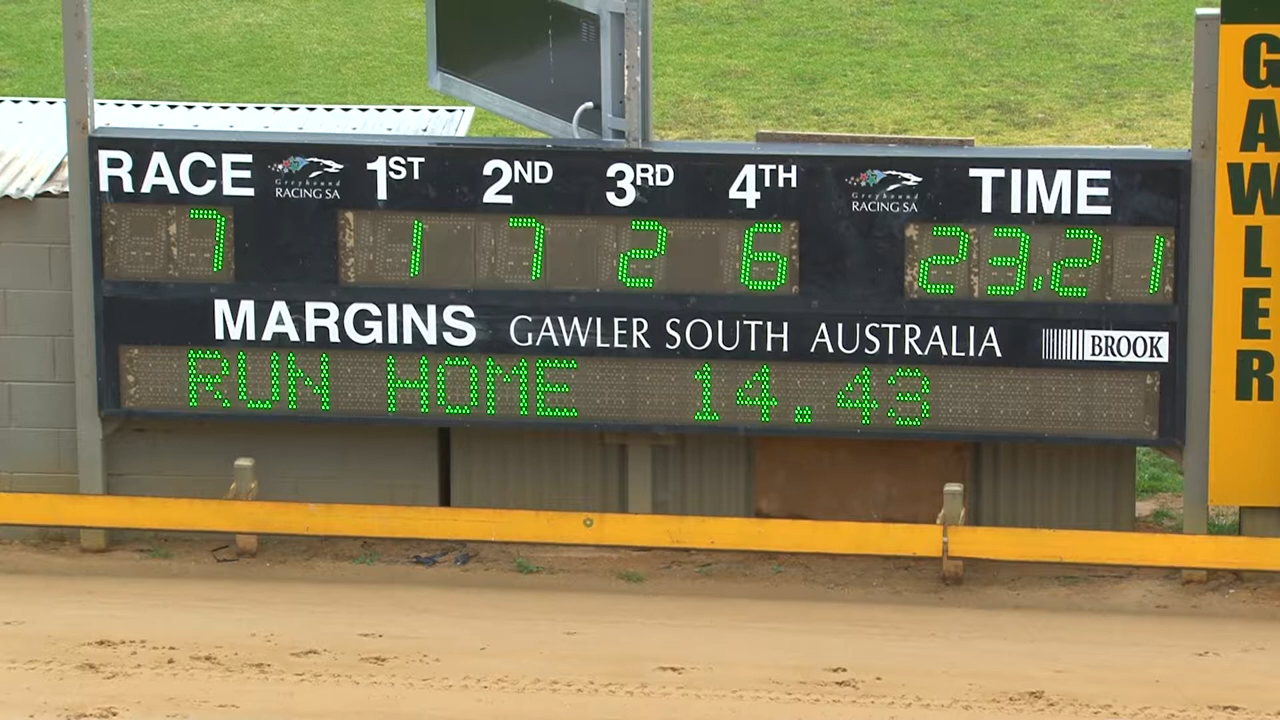 RACE Greyhound RACING SA 1ST 2ND 3RD 4TH Greyhound RACING SA TIME
7 1 7 2 6 23.21
MARGINS GAWLER SOUTH AUSTRALIA BROOK
RUN HOME 14.43
GAWLER